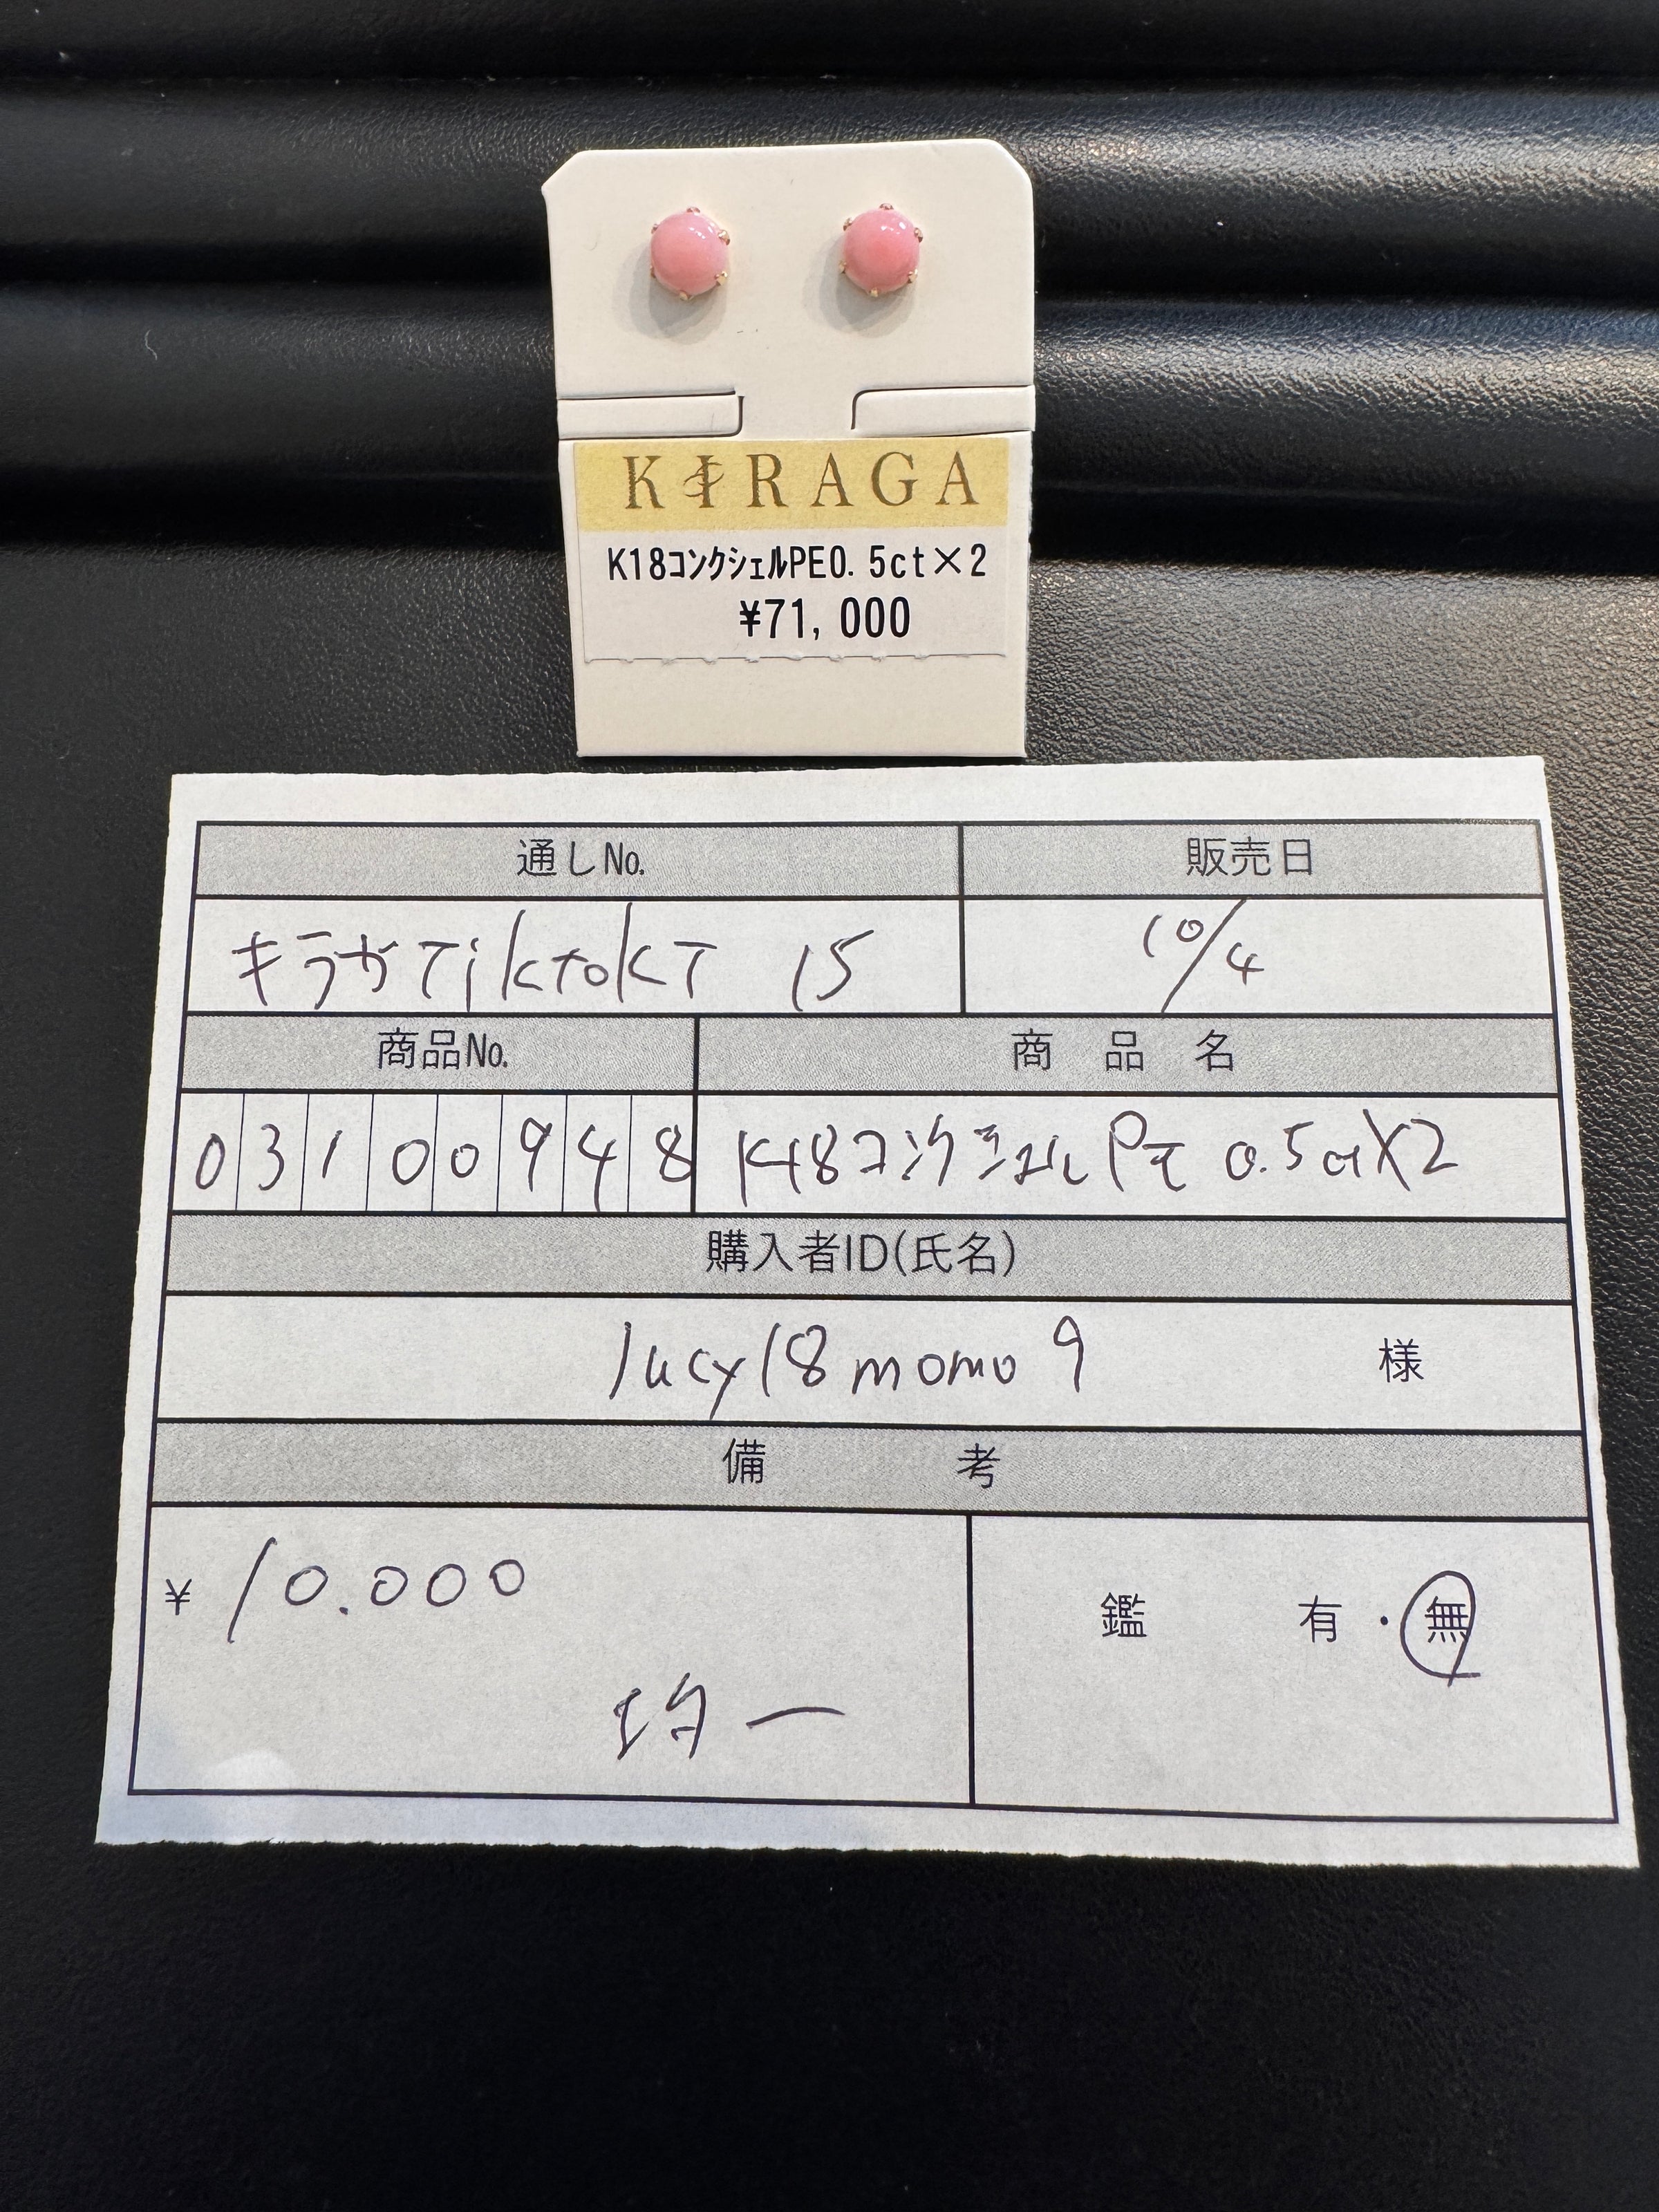 KIRAGA
K18コンクシェルPE0.5ct×2
¥71,000
通しNo. 販売日
キラガTiktokT 15 10/4
商品No. 商品名
03100948 K18コンクシェルPE 0.5ct×2
購入者ID(氏名)
lucy18momo9 様
備考
¥10.000
均一
鑑 有・無